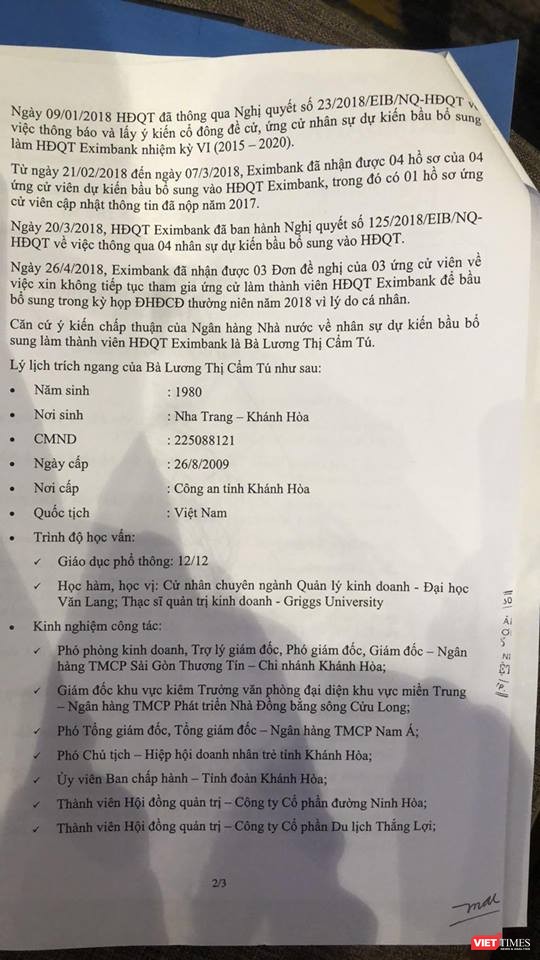 Ngày 09/01/2018 HĐQT đã thông qua Nghị quyết số 23/2018/EIB/NQ-HĐQT
việc thông báo và lấy ý kiến cổ đông đề cử, ứng cử nhân sự dự kiến bầu bổ sung
làm HĐQT Eximbank nhiệm kỳ VI (2015 – 2020).
Từ ngày 21/02/2018 đến ngày 07/3/2018, Eximbank đã nhận được 04 hồ sơ của 04
ứng cử viên dự kiến bầu bổ sung vào HĐQT Eximbank, trong đó có 01 hồ sơ ứng
cử viên cập nhật thông tin đã nộp năm 2017.
Ngày 20/3/2018, HĐQT Eximbank đã ban hành Nghị quyết số 125/2018/EIB/NQ-
HĐQT về việc thông qua 04 nhân sự dự kiến bầu bổ sung vào HĐQT.
Ngày 26/4/2018, Eximbank đã nhận được 03 Đơn đề nghị của 03 ứng cử viên về
việc xin không tiếp tục tham gia ứng cử làm thành viên HĐQT Eximbank để bầu
bổ sung trong kỳ họp ĐHĐCĐ thường niên năm 2018 vì lý do cá nhân.
Căn cứ ý kiến chấp thuận của Ngân hàng Nhà nước về nhân sự dự kiến bầu bổ
sung làm thành viên HĐQT Eximbank là Bà Lương Thị Cẩm Tú.
Lý lịch trích ngang của Bà Lương Thị Cẩm Tú như sau:
• Năm sinh : 1980
• Nơi sinh : Nha Trang – Khánh Hòa
• CMND : 225088121
• Ngày cấp : 26/8/2009
• Nơi cấp : Công an tỉnh Khánh Hòa
• Quốc tịch : Việt Nam
• Trình độ học vấn:
✓ Giáo dục phổ thông: 12/12
✓ Học hàm, học vị: Cử nhân chuyên ngành Quản lý kinh doanh - Đại học
Văn Lang; Thạc sĩ quản trị kinh doanh - Griggs University
• Kinh nghiệm công tác:
✓ Phó phòng kinh doanh, Trợ lý giám đốc, Phó giám đốc, Giám đốc – Ngân
hàng TMCP Sài Gòn Thương Tín – Chi nhánh Khánh Hòa;
✓ Giám đốc khu vực kiêm Trưởng văn phòng đại diện khu vực miền Trung
– Ngân hàng TMCP Phát triển Nhà Đồng bằng sông Cửu Long;
✓ Phó Tổng giám đốc, Tổng giám đốc – Ngân hàng TMCP Nam Á;
✓ Phó Chủ tịch – Hiệp hội doanh nhân trẻ tỉnh Khánh Hòa;
✓ Ủy viên Ban chấp hành – Tỉnh đoàn Khánh Hòa;
✓ Thành viên Hội đồng quản trị – Công ty Cổ phần đường Ninh Hòa;
✓ Thành viên Hội đồng quản trị – Công ty Cổ phần Du lịch Thắng Lợi;
2/3
VIETTIMES